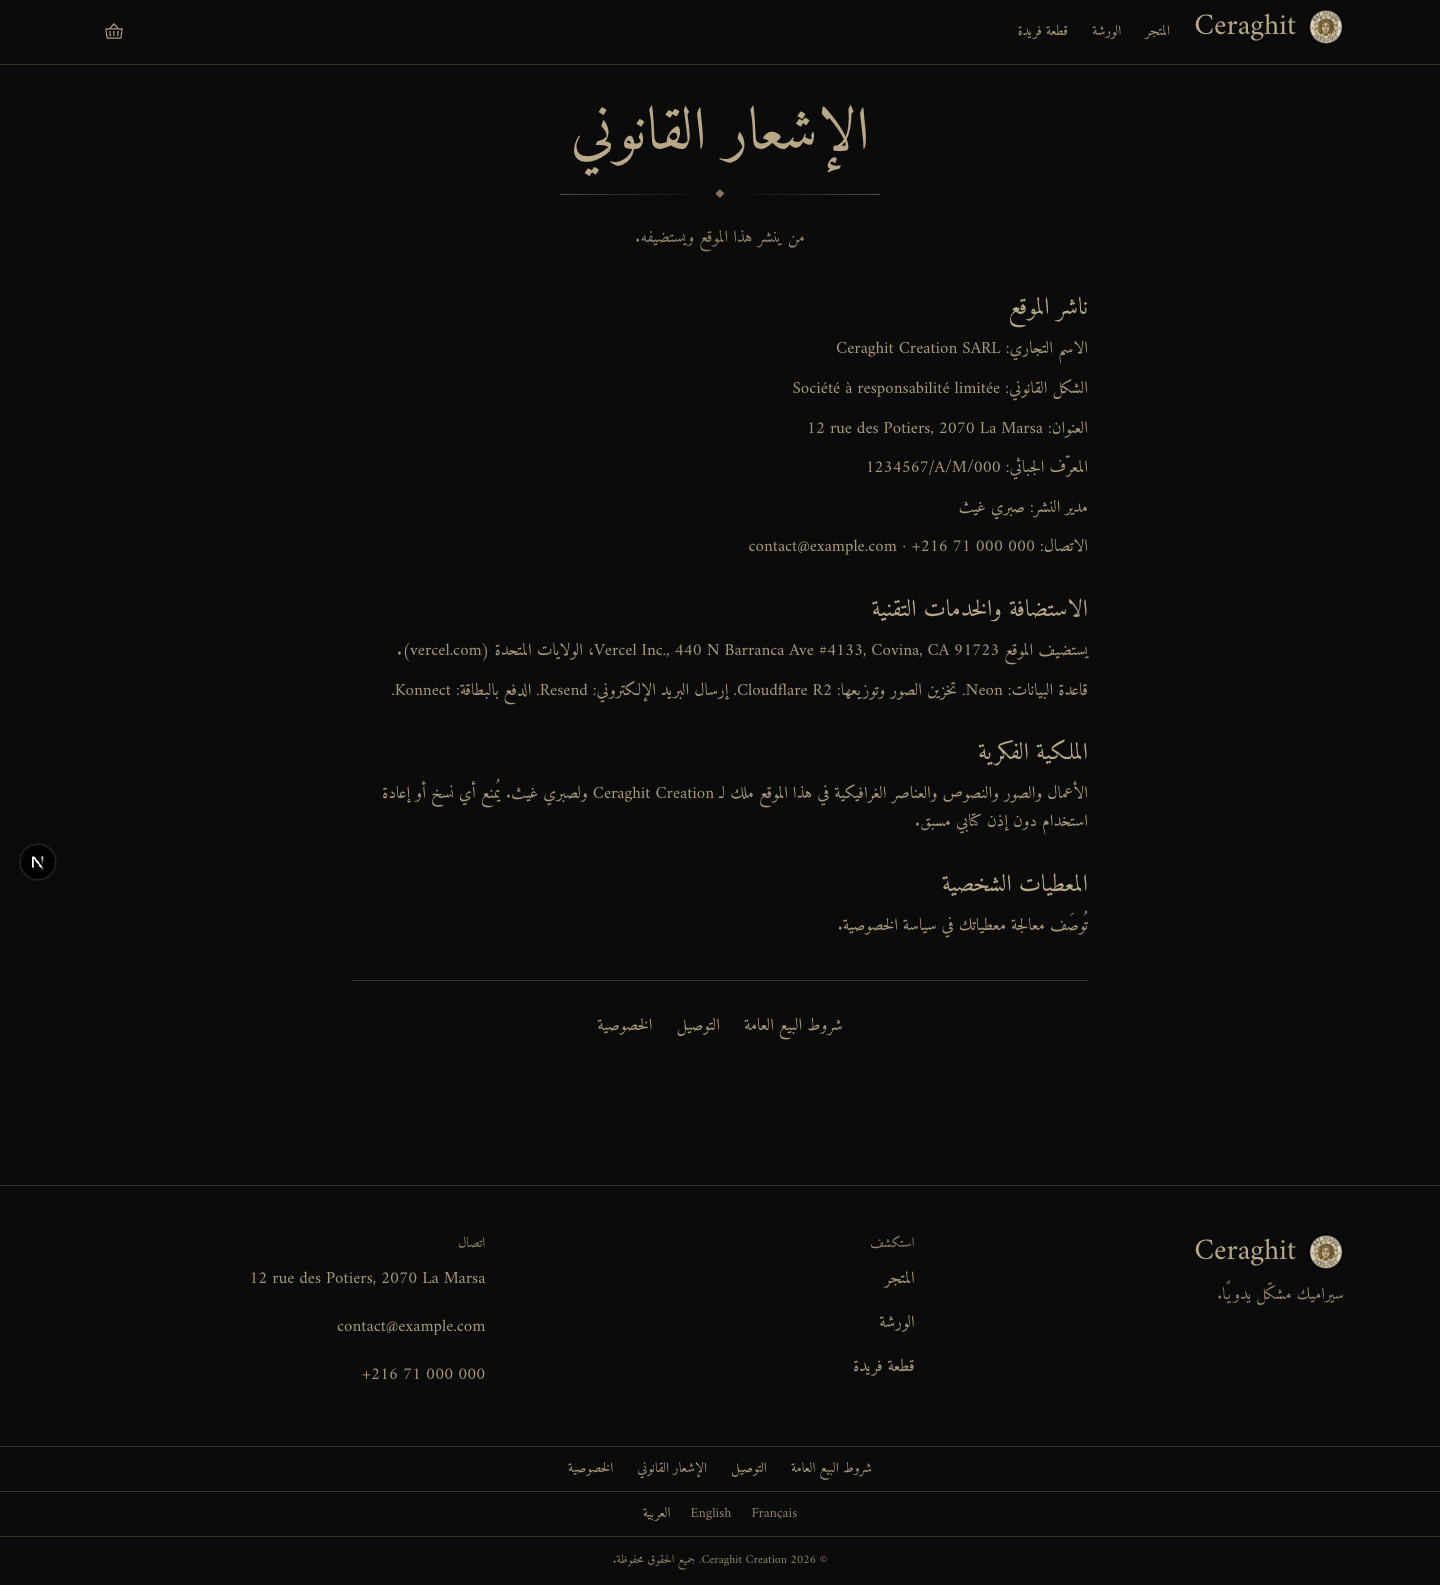 Ceraghit
المتجر
الورشة
قطعة فريدة
الإشعار القانوني
من ينشر هذا الموقع ويستضيفه.
ناشر الموقع
الاسم التجاري: Ceraghit Creation SARL
الشكل القانوني: Société à responsabilité limitée
العنوان: 12 rue des Potiers, 2070 La Marsa
المعرّف الجبائي: 1234567/A/M/000
مدير النشر: صبري غيث
الاتصال: contact@example.com · +216 71 000 000
الاستضافة والخدمات التقنية
يستضيف الموقع Vercel Inc., 440 N Barranca Ave #4133, Covina, CA 91723، الولايات المتحدة (vercel.com).
قاعدة البيانات: Neon. تخزين الصور وتوزيعها: Cloudflare R2. إرسال البريد الإلكتروني: Resend. الدفع بالبطاقة: Konnect.
الملكية الفكرية
الأعمال والصور والنصوص والعناصر الغرافيكية في هذا الموقع ملك لـ Ceraghit Creation ولصبري غيث. يُمنع أي نسخ أو إعادة
استخدام دون إذن كتابي مسبق.
المعطيات الشخصية
تُوصَف معالجة معطياتك في سياسة الخصوصية.
شروط البيع العامة
التوصيل
الخصوصية
Ceraghit
سيراميك مشكّل يدويًا.
استكشف
المتجر
الورشة
قطعة فريدة
اتصال
12 rue des Potiers, 2070 La Marsa
contact@example.com
+216 71 000 000
شروط البيع العامة
التوصيل
الإشعار القانوني
الخصوصية
Français
English
العربية
© 2026 Ceraghit Creation. جميع الحقوق محفوظة.